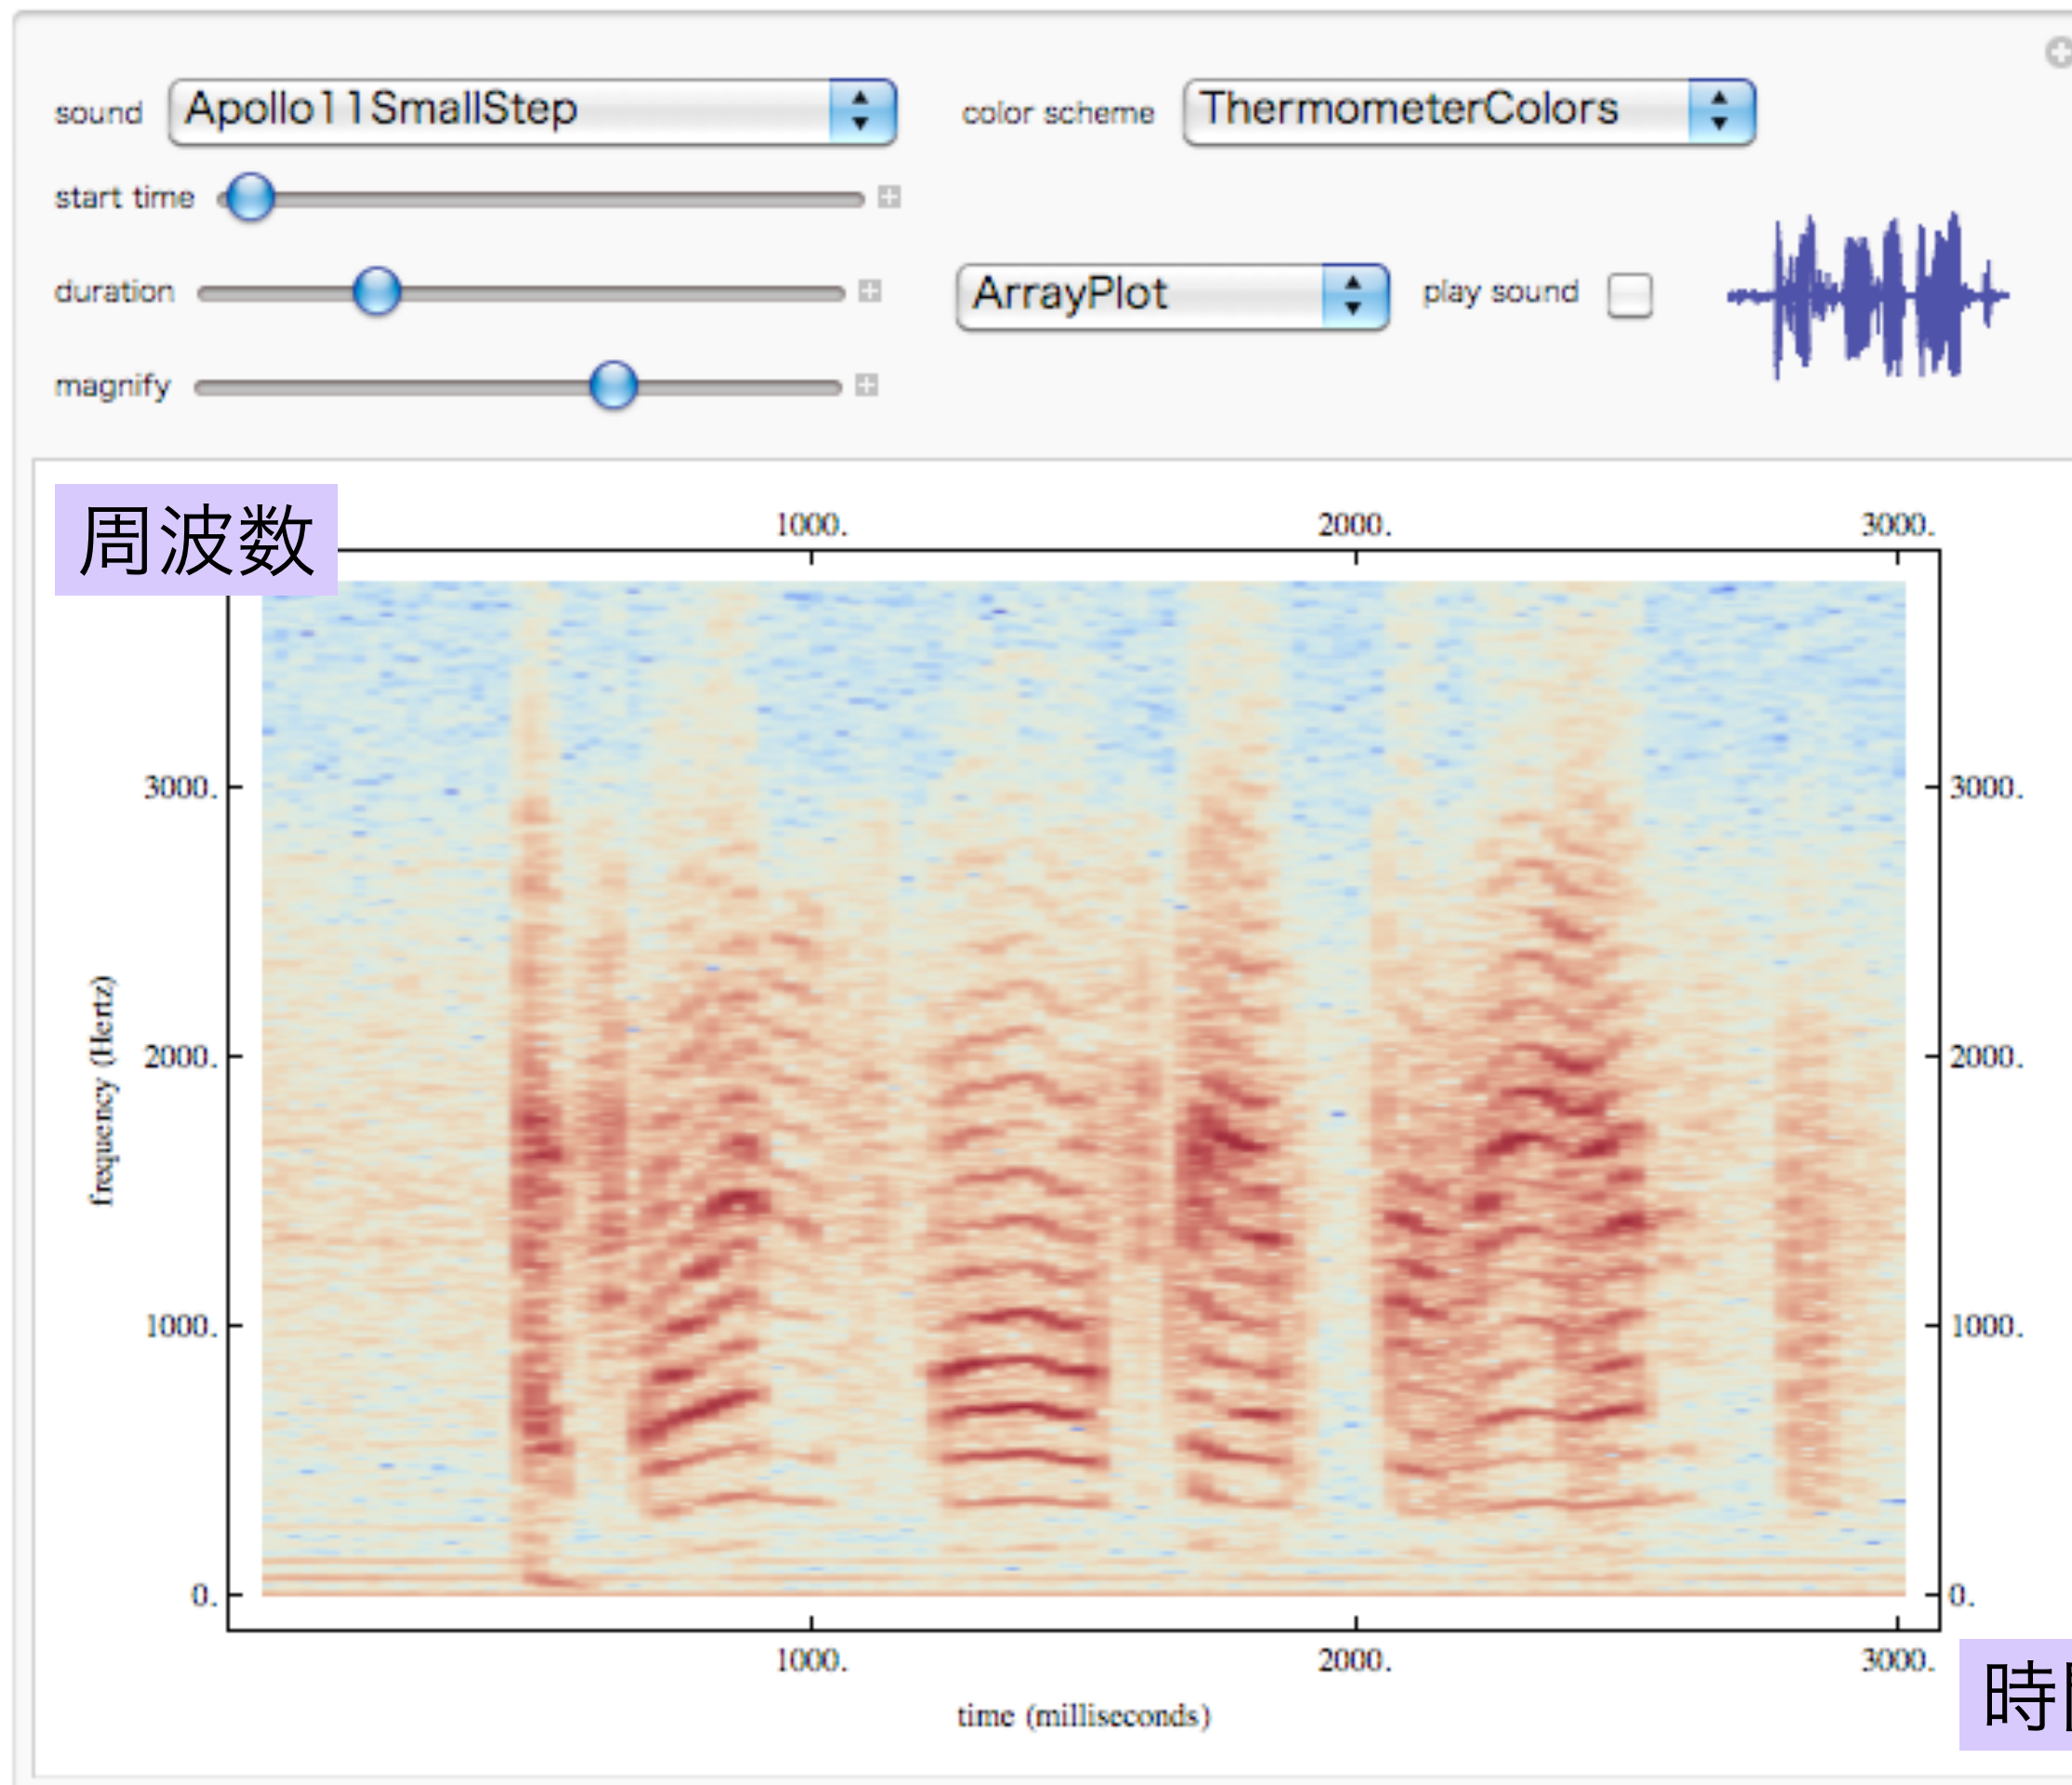 sound Apollo11SmallStep color scheme ThermometerColors
start time
duration ArrayPlot play sound
magnify
周波数
1000. 2000. 3000.
3000. 3000.
2000. 2000.
1000. 1000.
0. 0.
frequency (Hertz)
1000. 2000. 3000.
time (milliseconds)
時